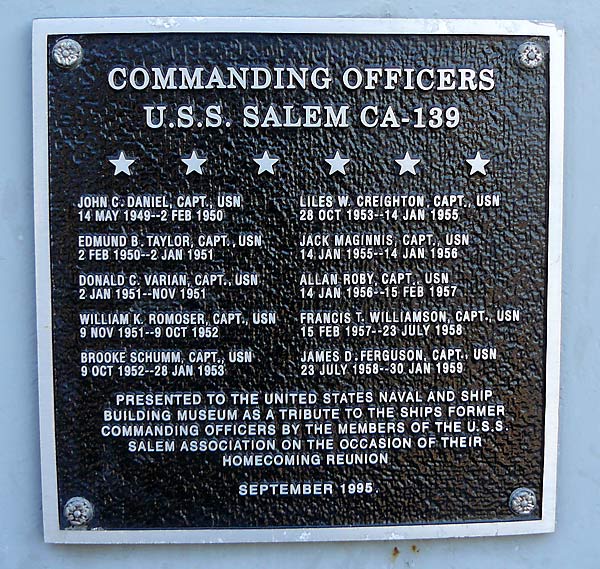 COMMANDING OFFICERS
U.S.S. SALEM CA-139
JOHN C. DANIEL, CAPT., USN
14 MAY 1949--2 FEB 1950
EDMUND B. TAYLOR, CAPT., USN
2 FEB 1950--2 JAN 1951
DONALD C. VARIAN, CAPT., USN
2 JAN 1951--NOV 1951
WILLIAM K. ROMOSER, CAPT., USN
9 NOV 1951--9 OCT 1952
BROOKE SCHUMM, CAPT., USN
9 OCT 1952--28 JAN 1953
LILES W. CREIGHTON, CAPT., USN
28 OCT 1953--14 JAN 1955
JACK MAGINNIS, CAPT., USN
14 JAN 1955--14 JAN 1956
ALLAN ROBY, CAPT., USN
14 JAN 1956--15 FEB 1957
FRANCIS T. WILLIAMSON, CAPT., USN
15 FEB 1957--23 JULY 1958
JAMES D. FERGUSON, CAPT., USN
23 JULY 1958--30 JAN 1959
PRESENTED TO THE UNITED STATES NAVAL AND SHIP
BUILDING MUSEUM AS A TRIBUTE TO THE SHIPS FORMER
COMMANDING OFFICERS BY THE MEMBERS OF THE U.S.S.
SALEM ASSOCIATION ON THE OCCASION OF THEIR
HOMECOMING REUNION
SEPTEMBER 1995.